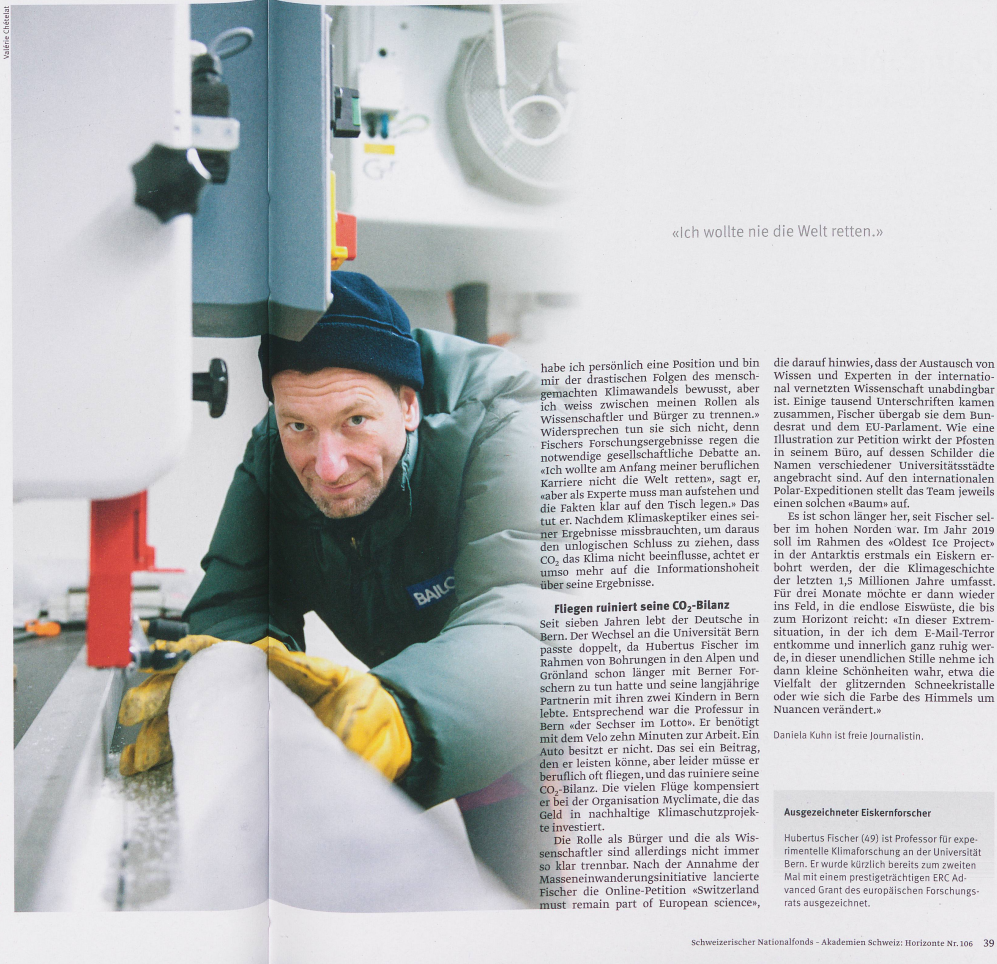 Valérie Chételat
G5
BAILO
«Ich wollte nie die Welt retten.»
habe ich persönlich eine Position und bin
mir der drastischen Folgen des mensch-
gemachten Klimawandels bewusst, aber
ich weiss zwischen meinen Rollen als
Wissenschaftler und Bürger zu trennen.»
Widersprechen tun sie sich nicht, denn
Fischers Forschungsergebnisse regen die
notwendige gesellschaftliche Debatte an.
«Ich wollte am Anfang meiner beruflichen
Karriere nicht die Welt retten», sagt er,
«aber als Experte muss man aufstehen und
die Fakten klar auf den Tisch legen.» Das
tut er. Nachdem Klimaskeptiker eines sei-
ner Ergebnisse missbrauchten, um daraus
den unlogischen Schluss zu ziehen, dass
CO₂ das Klima nicht beeinflusse, achtet er
umso mehr auf die Informationshoheit
über seine Ergebnisse.
Fliegen ruiniert seine CO₂-Bilanz
Seit sieben Jahren lebt der Deutsche in
Bern. Der Wechsel an die Universität Bern
passte doppelt, da Hubertus Fischer im
Rahmen von Bohrungen in den Alpen und
Grönland schon länger mit Berner For-
schern zu tun hatte und seine langjährige
Partnerin mit ihren zwei Kindern in Bern
lebte. Entsprechend war die Professur in
Bern «der Sechser im Lotto». Er benötigt
mit dem Velo zehn Minuten zur Arbeit. Ein
Auto besitzt er nicht. Das sei ein Beitrag,
den er leisten könne, aber leider müsse er
beruflich oft fliegen, und das ruiniere seine
CO₂-Bilanz. Die vielen Flüge kompensiert
er bei der Organisation Myclimate, die das
Geld in nachhaltige Klimaschutzprojek-
te investiert.
Die Rolle als Bürger und die als Wis-
senschaftler sind allerdings nicht immer
so klar trennbar. Nach der Annahme der
Masseneinwanderungsinitiative lancierte
Fischer die Online-Petition «Switzerland
must remain part of European science»,
die darauf hinwies, dass der Austausch von
Wissen und Experten in der internatio-
nal vernetzten Wissenschaft unabdingbar
ist. Einige tausend Unterschriften kamen
zusammen, Fischer übergab sie dem Bun-
desrat und dem EU-Parlament. Wie eine
Illustration zur Petition wirkt der Pfosten
in seinem Büro, auf dessen Schilder die
Namen verschiedener Universitätsstädte
angebracht sind. Auf den internationalen
Polar-Expeditionen stellt das Team jeweils
einen solchen «Baum» auf.
Es ist schon länger her, seit Fischer sel-
ber im hohen Norden war. Im Jahr 2019
soll im Rahmen des «Oldest Ice Project»
in der Antarktis erstmals ein Eiskern er-
bohrt werden, der die Klimageschichte
der letzten 1,5 Millionen Jahre umfasst.
Für drei Monate möchte er dann wieder
ins Feld, in die endlose Eiswüste, die bis
zum Horizont reicht: «In dieser Extrem-
situation, in der ich dem E-Mail-Terror
entkomme und innerlich ganz ruhig wer-
de, in dieser unendlichen Stille nehme ich
dann kleine Schönheiten wahr, etwa die
Vielfalt der glitzernden Schneekristalle
oder wie sich die Farbe des Himmels um
Nuancen verändert.»
Daniela Kuhn ist freie Journalistin.
Ausgezeichneter Eiskernforscher
Hubertus Fischer (49) ist Professor für expe-
rimentelle Klimaforschung an der Universität
Bern. Er wurde kürzlich bereits zum zweiten
Mal mit einem prestigeträchtigen ERC Ad-
vanced Grant des europäischen Forschungs-
rats ausgezeichnet.
Schweizerischer Nationalfonds – Akademien Schweiz: Horizonte Nr. 106 39